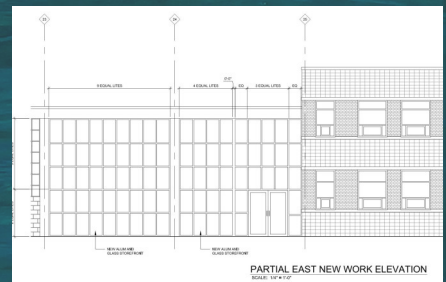 23
24
25
9 EQUAL LITES
4 EQUAL LITES
EQ
3 EQUAL LITES
EQ
NEW ALUM AND
GLASS STOREFRONT
NEW ALUM AND
GLASS STOREFRONT
PARTIAL EAST NEW WORK ELEVATION
SCALE: 1/4" = 1'-0"